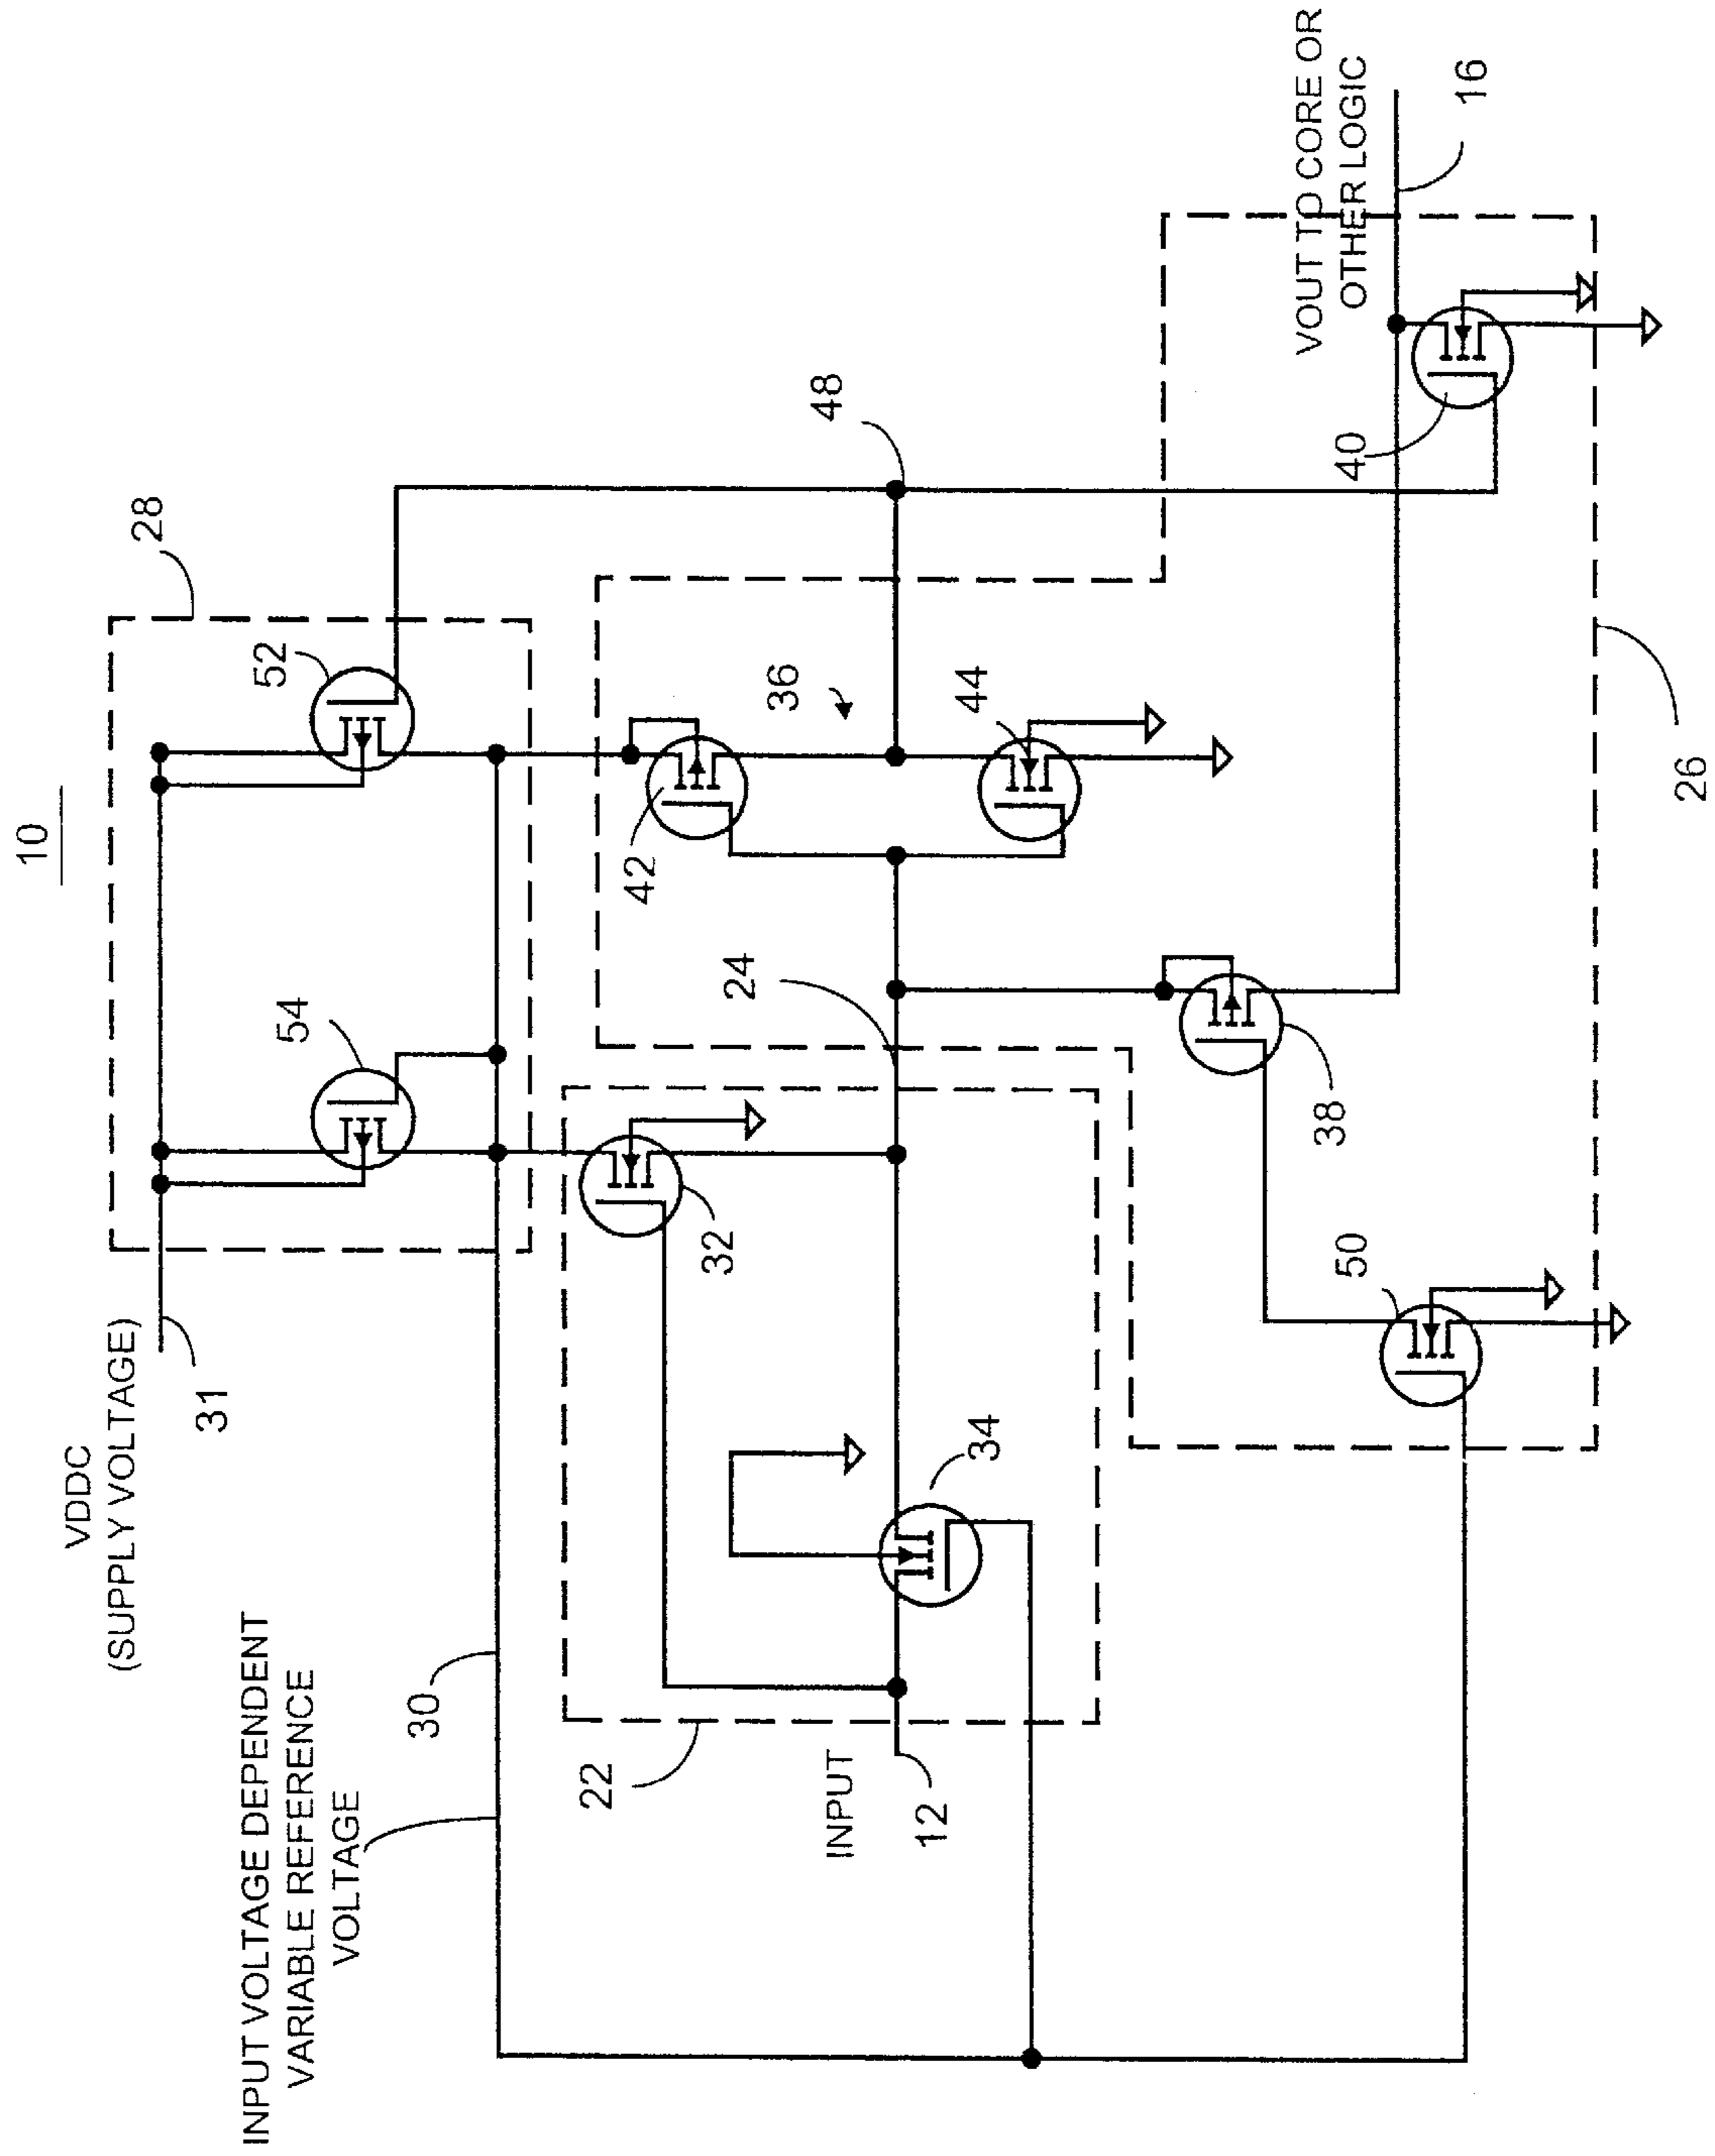 10
VDDC
(SUPPLY VOLTAGE)
31
28
54
52
INPUT VOLTAGE DEPENDENT
VARIABLE REFERENCE
VOLTAGE
30
22
32
34
INPUT
12
24
42
36
44
48
38
50
40
VOUT TO CORE OR
OTHER LOGIC
16
26